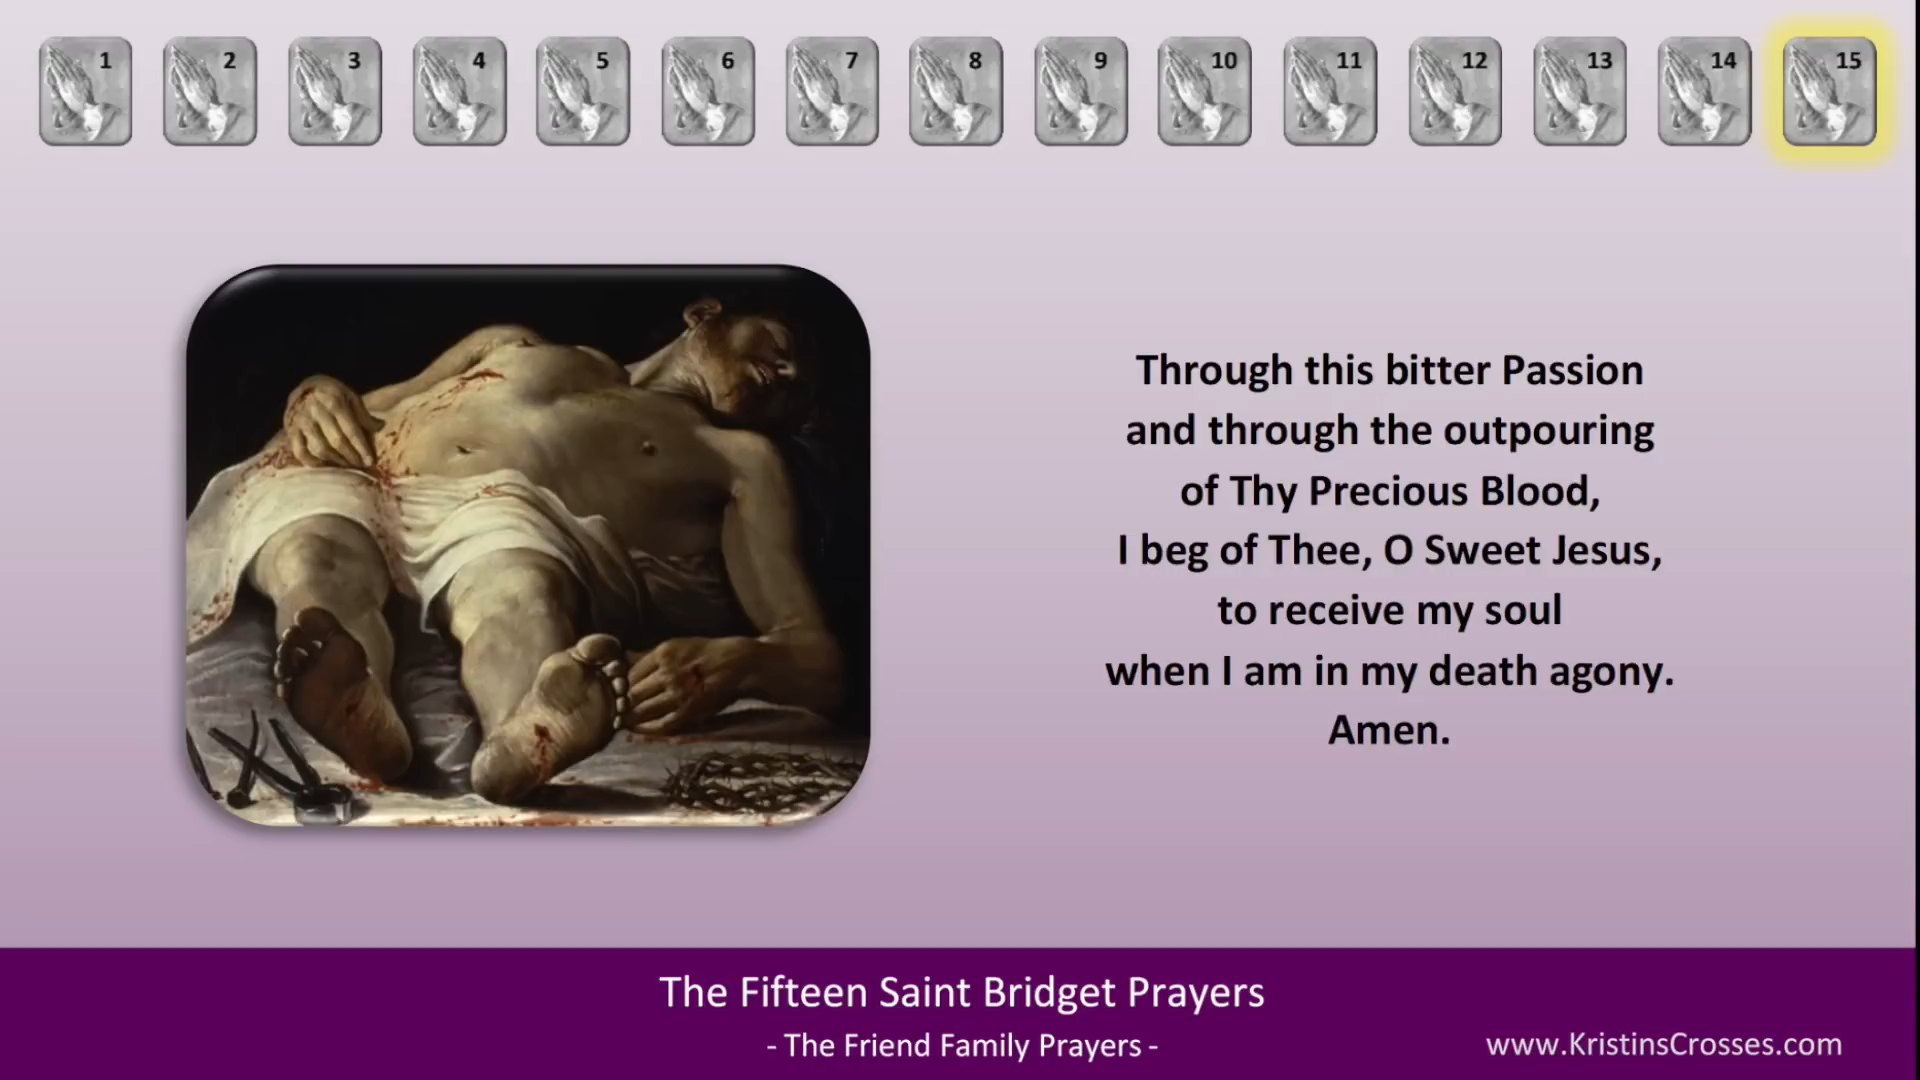 1 2 3 4 5 6 7 8 9 10 11 12 13 14 15
Through this bitter Passion
and through the outpouring
of Thy Precious Blood,
I beg of Thee, O Sweet Jesus,
to receive my soul
when I am in my death agony.
Amen.
The Fifteen Saint Bridget Prayers
- The Friend Family Prayers -
www.KristinsCrosses.com